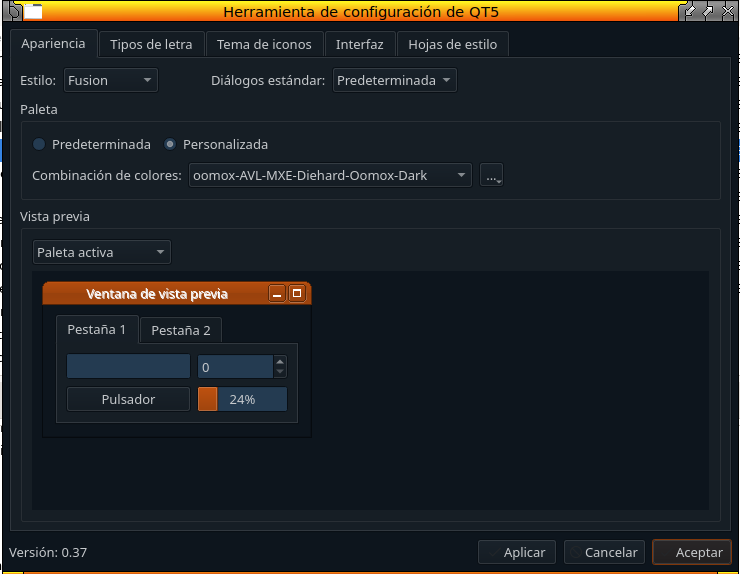 Herramienta de configuración de QT5
Apariencia Tipos de letra Tema de iconos Interfaz Hojas de estilo
Estilo: Fusion Diálogos estándar: Predeterminada
Paleta
Predeterminada Personalizada
Combinación de colores: oomox-AVL-MXE-Diehard-Oomox-Dark ...
Vista previa
Paleta activa
Ventana de vista previa
Pestaña 1 Pestaña 2
0
Pulsador 24%
Versión: 0.37 Aplicar Cancelar Aceptar